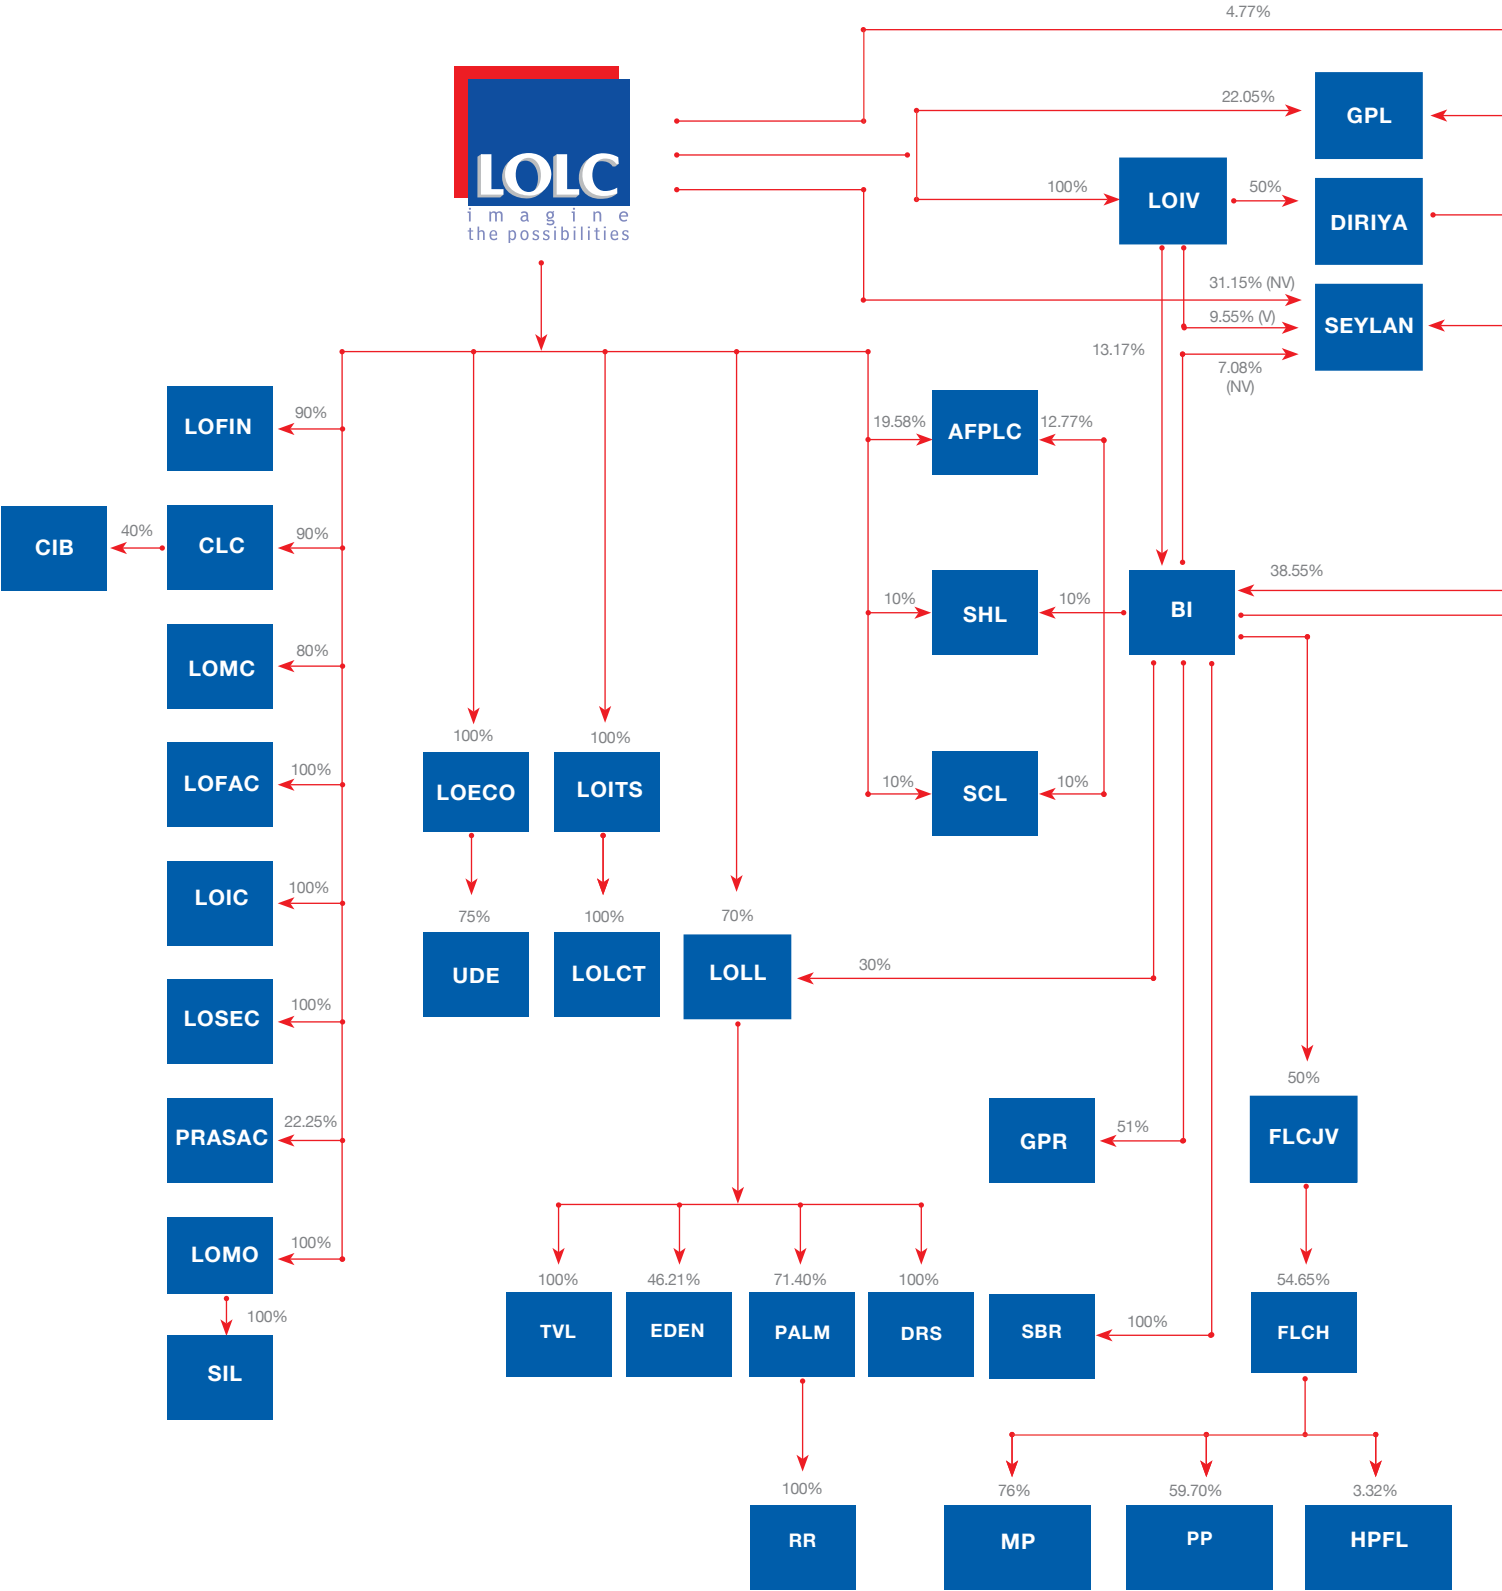 4.77%
22.05%
GPL
LOLC
imagine
the possibilities
100%
LOIV
50%
DIRIYA
31.15% (NV)
9.55% (V)
SEYLAN
13.17%
7.08%
(NV)
LOFIN
90%
19.58%
AFPLC
12.77%
CIB
40%
CLC
90%
38.55%
LOMC
80%
10%
SHL
10%
BI
LOFAC
100%
100%
LOECO
100%
LOITS
10%
SCL
10%
LOIC
100%
75%
UDE
100%
LOLCT
70%
LOLL
30%
LOSEC
100%
50%
PRASAC
22.25%
GPR
51%
FLCJV
LOMO
100%
100%
SIL
100%
TVL
46.21%
EDEN
71.40%
PALM
100%
DRS
SBR
100%
54.65%
FLCH
100%
RR
76%
MP
59.70%
PP
3.32%
HPFL